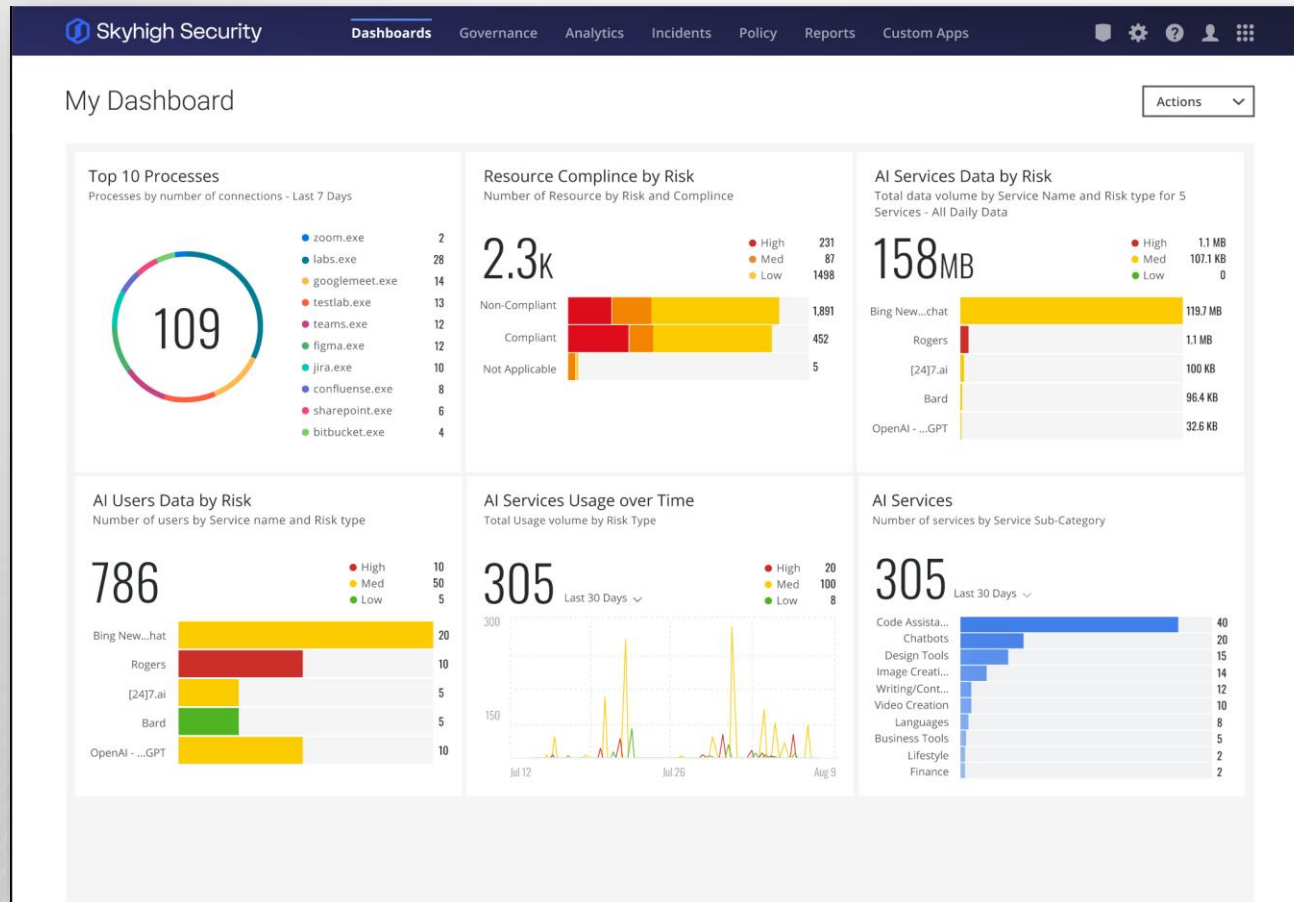 Skyhigh Security
Dashboards Governance Analytics Incidents Policy Reports Custom Apps
My Dashboard
Actions
Top 10 Processes
Processes by number of connections - Last 7 Days
109
zoom.exe 2
labs.exe 28
googlemeet.exe 14
testlab.exe 13
teams.exe 12
figma.exe 12
jira.exe 10
confluense.exe 8
sharepoint.exe 6
bitbucket.exe 4
Resource Complince by Risk
Number of Resource by Risk and Complince
2.3K
High 231
Med 87
Low 1498
Non-Compliant 1,891
Compliant 452
Not Applicable 5
AI Services Data by Risk
Total data volume by Service Name and Risk type for 5
Services - All Daily Data
158MB
High 1.1 MB
Med 107.1 KB
Low 0
Bing New...chat 119.7 MB
Rogers 1.1 MB
[24]7.ai 100 KB
Bard 96.4 KB
OpenAI - ...GPT 32.6 KB
AI Users Data by Risk
Number of users by Service name and Risk type
786
High 10
Med 50
Low 5
Bing New...hat 20
Rogers 10
[24]7.ai 5
Bard 5
OpenAI - ...GPT 10
AI Services Usage over Time
Total Usage volume by Risk Type
305 Last 30 Days
High 20
Med 100
Low 8
300
150
Jul 12 Jul 26 Aug 9
AI Services
Number of services by Service Sub-Category
305 Last 30 Days
Code Assista... 40
Chatbots 20
Design Tools 15
Image Creati... 14
Writing/Cont... 12
Video Creation 10
Languages 8
Business Tools 5
Lifestyle 2
Finance 2